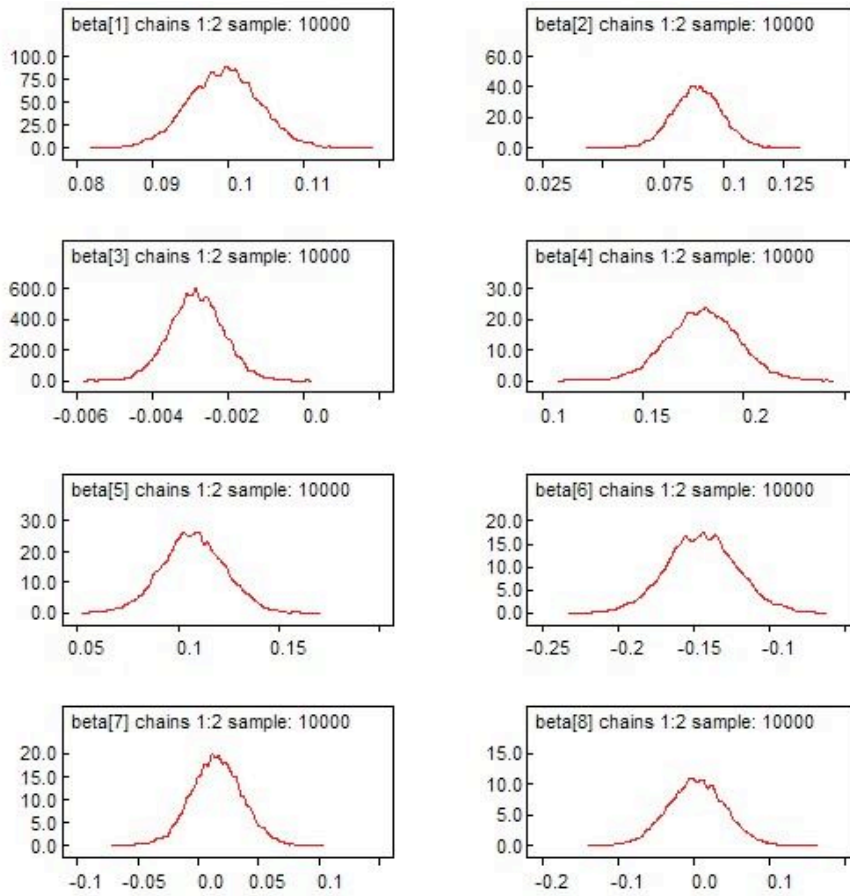 beta[1] chains 1:2 sample: 10000
100.0
75.0
50.0
25.0
0.0
0.08 0.09 0.1 0.11
beta[2] chains 1:2 sample: 10000
60.0
40.0
20.0
0.0
0.025 0.075 0.1 0.125
beta[3] chains 1:2 sample: 10000
600.0
400.0
200.0
0.0
-0.006 -0.004 -0.002 0.0
beta[4] chains 1:2 sample: 10000
30.0
20.0
10.0
0.0
0.1 0.15 0.2
beta[5] chains 1:2 sample: 10000
30.0
20.0
10.0
0.0
0.05 0.1 0.15
beta[6] chains 1:2 sample: 10000
20.0
15.0
10.0
5.0
0.0
-0.25 -0.2 -0.15 -0.1
beta[7] chains 1:2 sample: 10000
20.0
15.0
10.0
5.0
0.0
-0.1 -0.05 0.0 0.05 0.1
beta[8] chains 1:2 sample: 10000
15.0
10.0
5.0
0.0
-0.2 -0.1 0.0 0.1